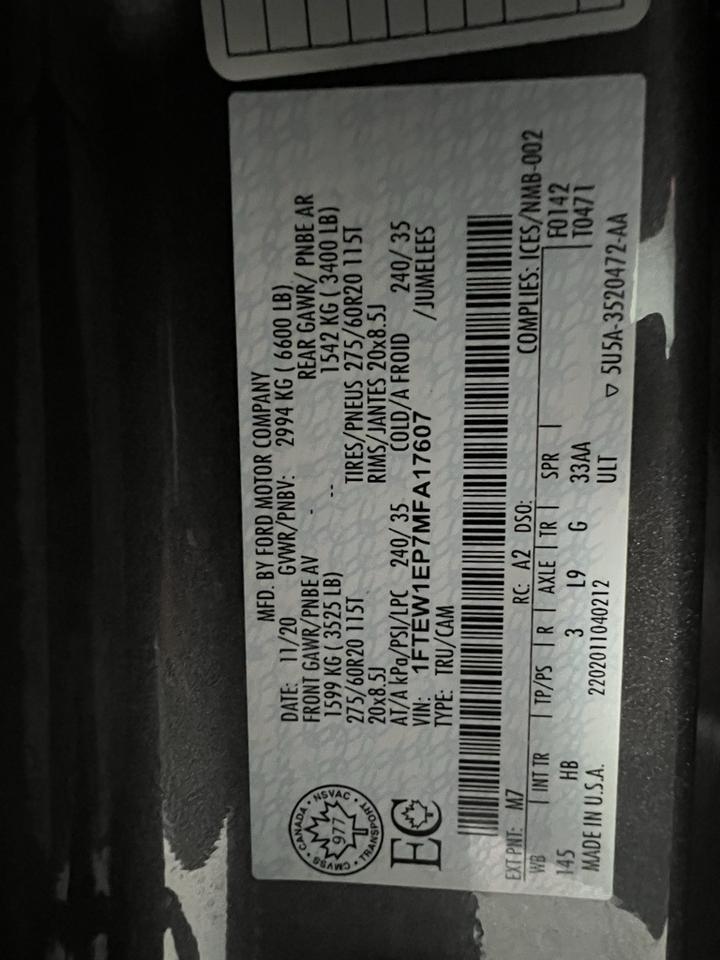 MFD. BY FORD MOTOR COMPANY
DATE: 11/20 GVWR/PNBV: 2994 KG ( 6600 LB)
FRONT GAWR/PNBE AV - REAR GAWR/ PNBE AR
1599 KG ( 3525 LB) -- 1542 KG ( 3400 LB)
275/60R20 115T TIRES/PNEUS 275/60R20 115T
20x8.5J RIMS/JANTES 20x8.5J
AT/A kPa/PSI/LPC 240/ 35 COLD/A FROID 240/ 35
VIN: 1FTEW1EP7MFA17607 /JUMELEES
TYPE: TRU/CAM
CMVSS • CANADA • NSVAC • TRANSPORT •
977
EC
EXT PNT: M7 RC: A2 DSO: COMPLIES: ICES/NMB-002
WB | INT TR | TP/PS | R | AXLE | TR | SPR | F0142
145 HB 3 L9 G 33AA T0471
MADE IN U.S.A. 2202011040212 ULT
▽ 5U5A-3520472-AA